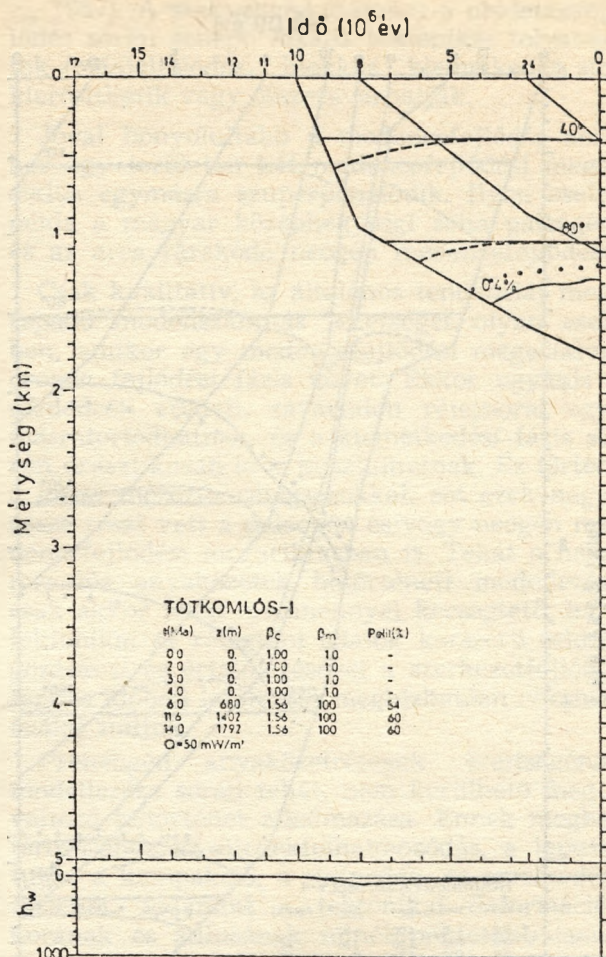 Idő (10⁶ év)
17 15 12 11 10 8 5 2.4 0
0
1
2
3
4
5
Mélység (km)
40°
80°
0.4%
TÓTKOMLÓS-I
t(Ma) z(m) βc βm Pelit(%)
0.0 0. 1.00 1.0 -
2.0 0. 1.00 1.0 -
3.0 0. 1.00 1.0 -
4.0 0. 1.00 1.0 -
6.0 680 1.56 100 54
11.6 1402 1.56 100 60
14.0 1792 1.56 100 60
Q=50 mW/m²
0
hw
1000